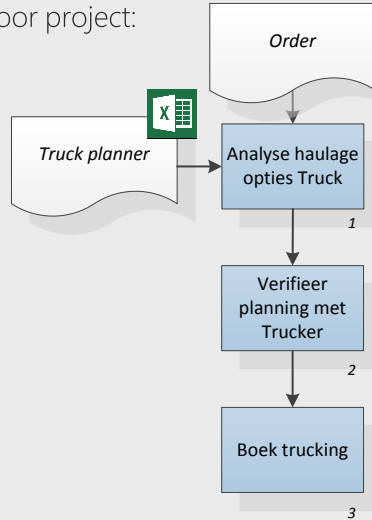 oor project:
Order
Truck planner
Analyse haulage
opties Truck
1
Verifieer
planning met
Trucker
2
Boek trucking
3